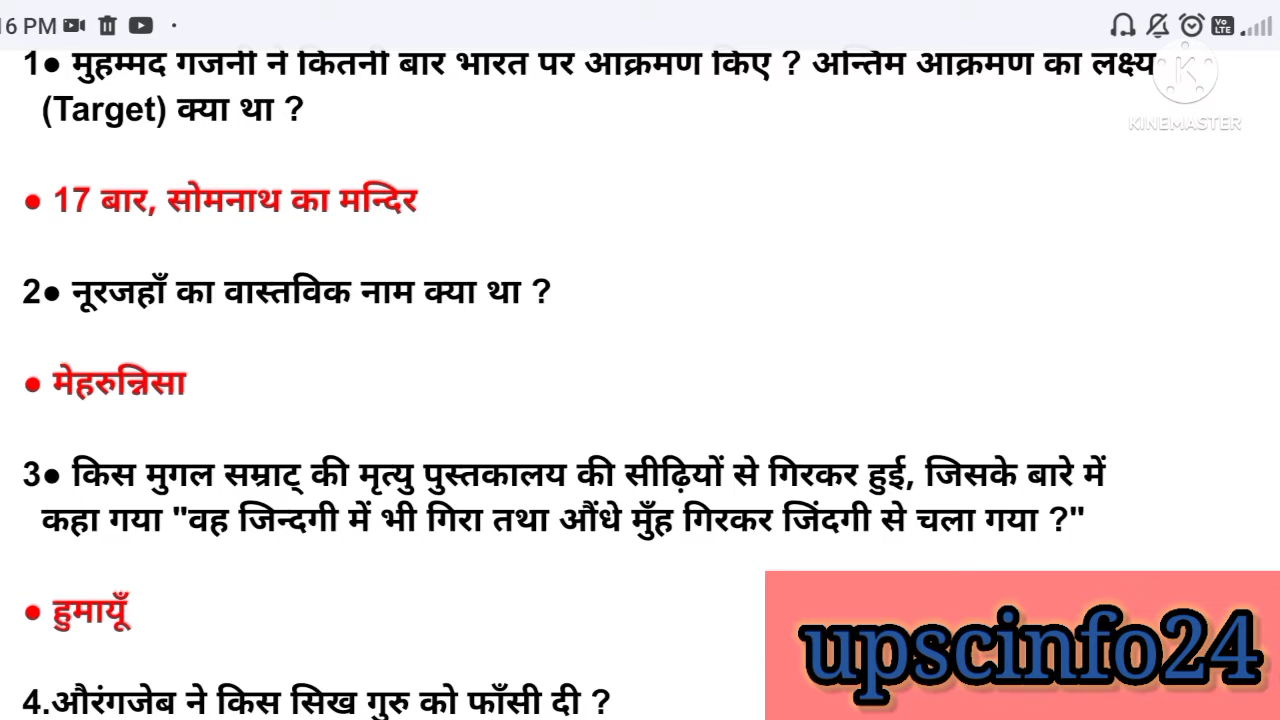 16 PM
Vo
LTE
1● मुहम्मद गजनी ने कितनी बार भारत पर आक्रमण किए ? अन्तिम आक्रमण का लक्ष्य
(Target) क्या था ?
K
KINEMASTER
● 17 बार, सोमनाथ का मन्दिर
2● नूरजहाँ का वास्तविक नाम क्या था ?
● मेहरुन्निसा
3● किस मुगल सम्राट् की मृत्यु पुस्तकालय की सीढ़ियों से गिरकर हुई, जिसके बारे में
कहा गया "वह जिन्दगी में भी गिरा तथा औंधे मुँह गिरकर जिंदगी से चला गया ?"
● हुमायूँ
upscinfo24
4.औरंगजेब ने किस सिख गुरु को फाँसी दी ?